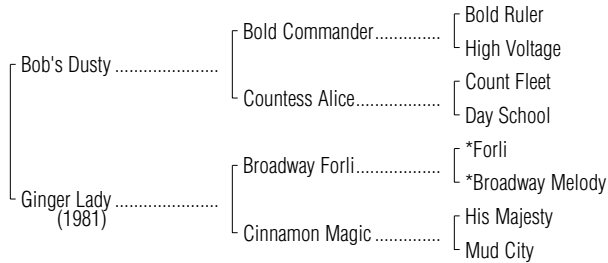 Bold Ruler
Bold Commander..............
High Voltage
Bob's Dusty ......................
Count Fleet
Countess Alice..................
Day School
*Forli
Broadway Forli..................
*Broadway Melody
Ginger Lady ......................
(1981)
His Majesty
Cinnamon Magic ..............
Mud City